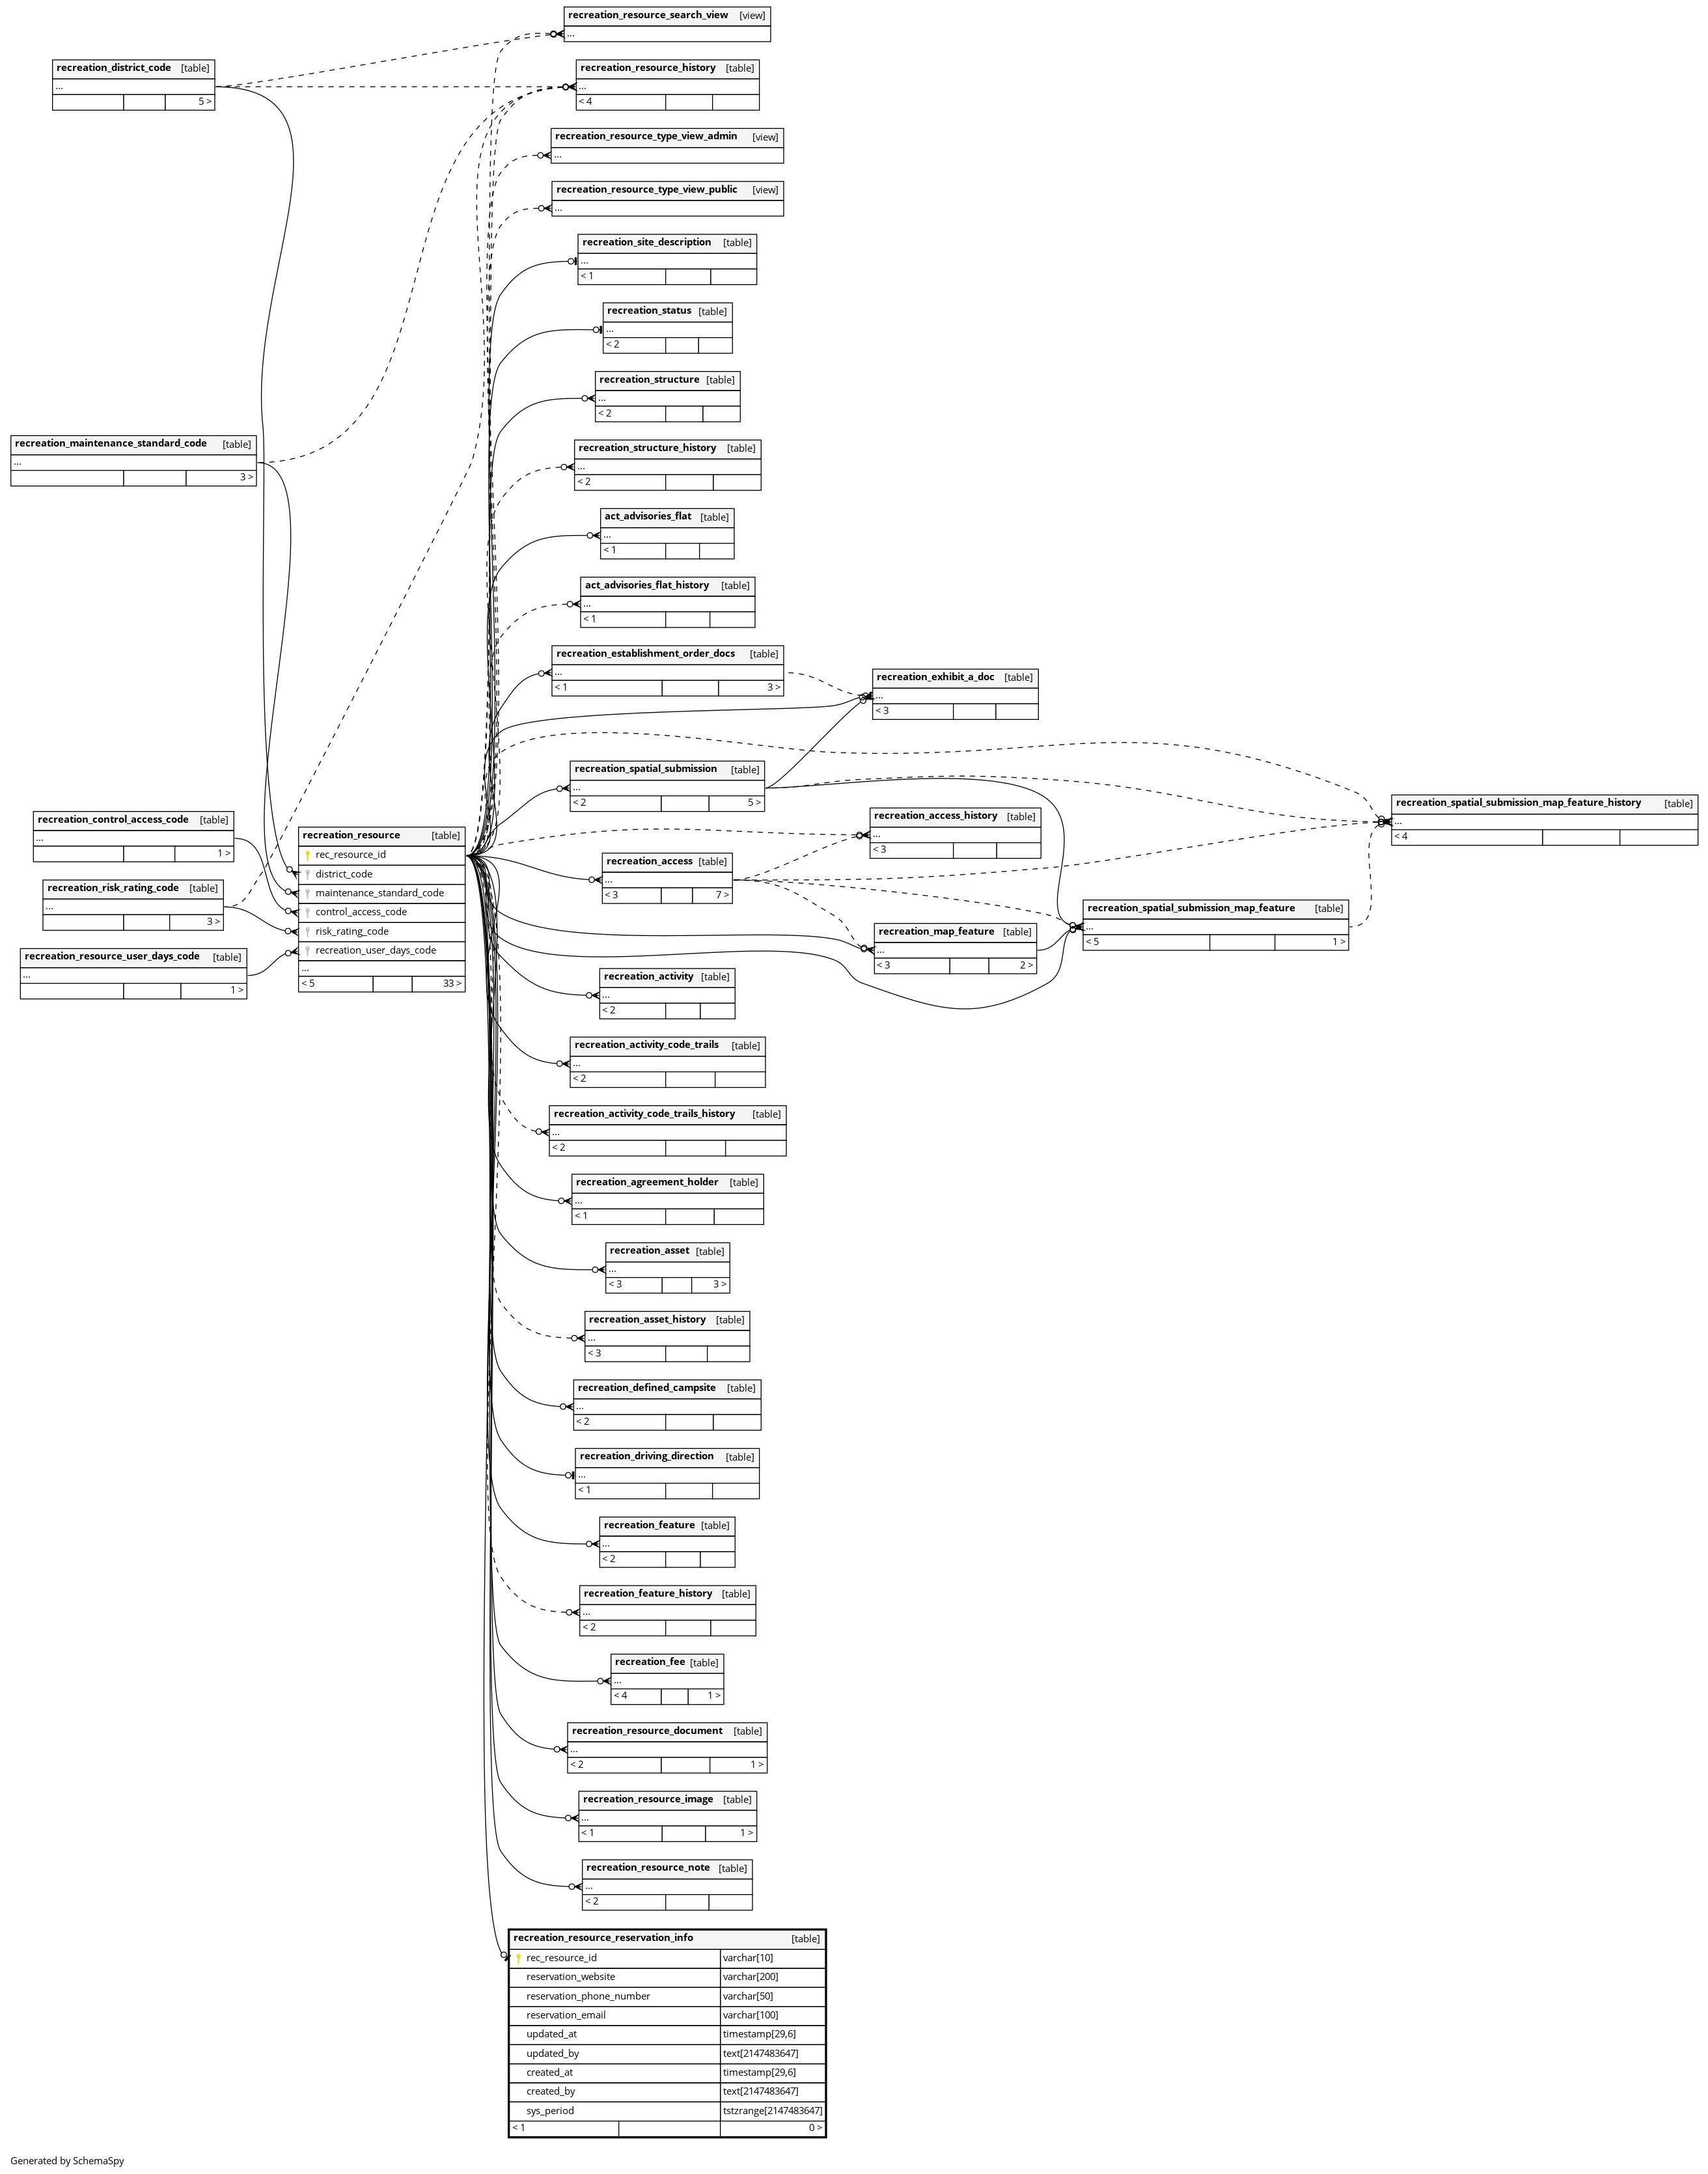 recreation_resource_search_view [view]
...
recreation_district_code [table]
...
5 >
recreation_resource_history [table]
...
< 4
recreation_resource_type_view_admin [view]
...
recreation_resource_type_view_public [view]
...
recreation_site_description [table]
...
< 1
recreation_status [table]
...
< 2
recreation_structure [table]
...
< 2
recreation_maintenance_standard_code [table]
...
3 >
recreation_structure_history [table]
...
< 2
act_advisories_flat [table]
...
< 1
act_advisories_flat_history [table]
...
< 1
recreation_establishment_order_docs [table]
...
< 1 3 >
recreation_exhibit_a_doc [table]
...
< 3
recreation_spatial_submission [table]
...
< 2 5 >
recreation_spatial_submission_map_feature_history [table]
...
< 4
recreation_access_history [table]
...
< 3
recreation_control_access_code [table]
...
1 >
recreation_risk_rating_code [table]
...
3 >
recreation_resource_user_days_code [table]
...
1 >
recreation_resource [table]
rec_resource_id
district_code
maintenance_standard_code
control_access_code
risk_rating_code
recreation_user_days_code
...
< 5 33 >
recreation_access [table]
...
< 3 7 >
recreation_map_feature [table]
...
< 3 2 >
recreation_spatial_submission_map_feature [table]
...
< 5 1 >
recreation_activity [table]
...
< 2
recreation_activity_code_trails [table]
...
< 2
recreation_activity_code_trails_history [table]
...
< 2
recreation_agreement_holder [table]
...
< 1
recreation_asset [table]
...
< 3 3 >
recreation_asset_history [table]
...
< 3
recreation_defined_campsite [table]
...
< 2
recreation_driving_direction [table]
...
< 1
recreation_feature [table]
...
< 2
recreation_feature_history [table]
...
< 2
recreation_fee [table]
...
< 4 1 >
recreation_resource_document [table]
...
< 2 1 >
recreation_resource_image [table]
...
< 1 1 >
recreation_resource_note [table]
...
< 2
recreation_resource_reservation_info [table]
rec_resource_id varchar[10]
reservation_website varchar[200]
reservation_phone_number varchar[50]
reservation_email varchar[100]
updated_at timestamp[29,6]
updated_by text[2147483647]
created_at timestamp[29,6]
created_by text[2147483647]
sys_period tstzrange[2147483647]
< 1 0 >
Generated by SchemaSpy